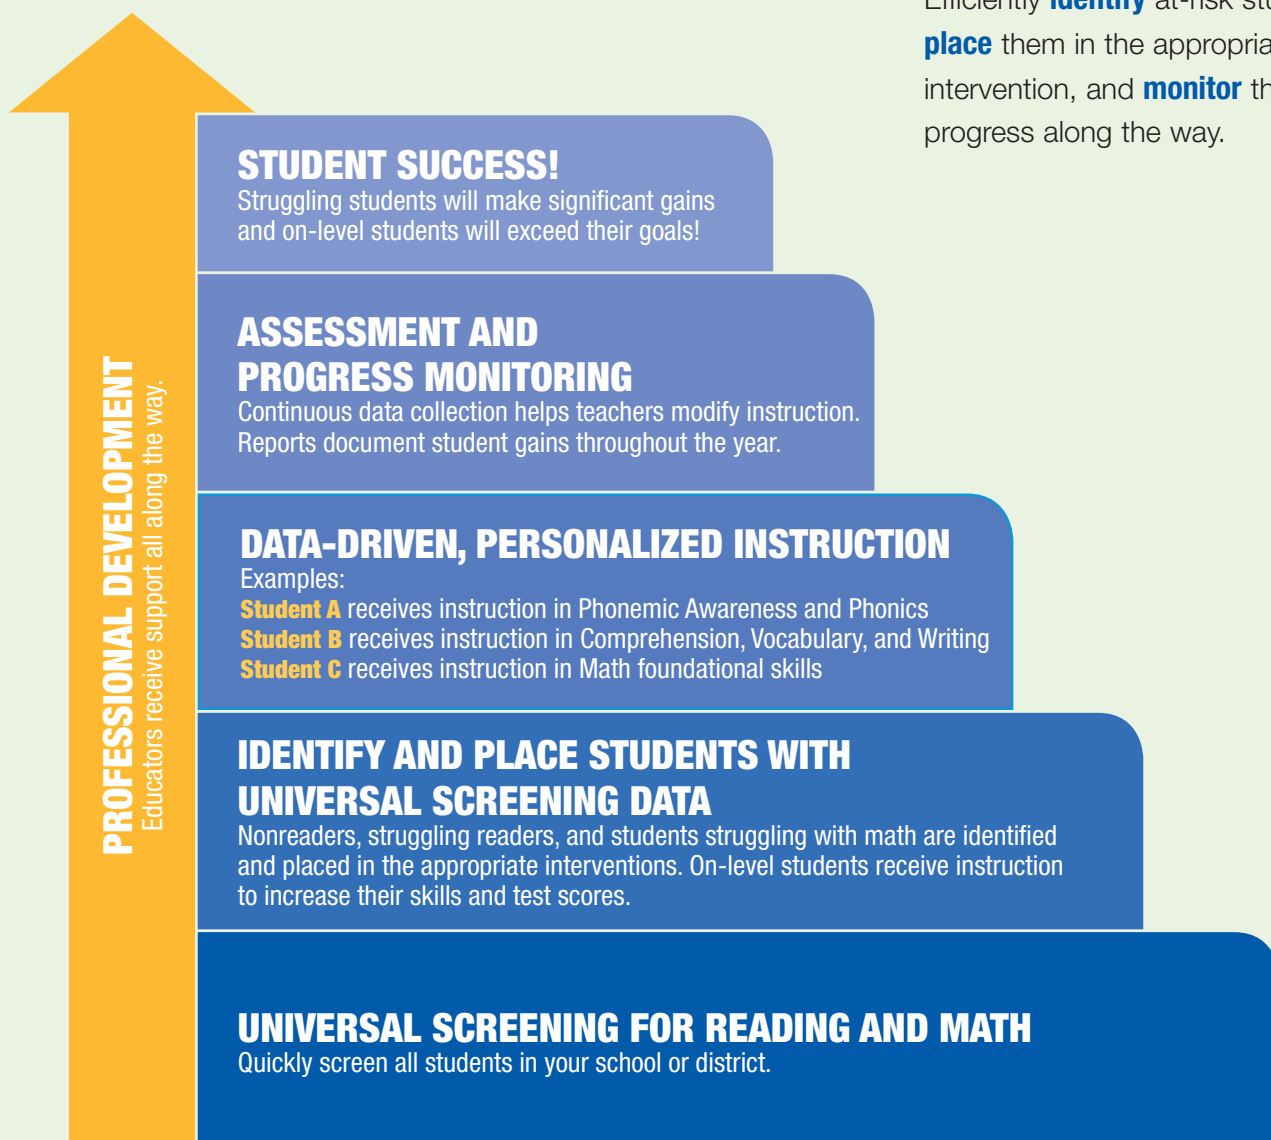 Efficiently identify at-risk
place them in the
intervention, and monitor
progress along the way.
STUDENT SUCCESS!
Struggling students will make significant gains
and on-level students will exceed their goals!
ASSESSMENT AND
PROGRESS MONITORING
Continuous data collection helps teachers modify instruction.
Reports document student gains throughout the year.
DATA-DRIVEN, PERSONALIZED INSTRUCTION
Examples:
Student A receives instruction in Phonemic Awareness and Phonics
Student B receives instruction in Comprehension, Vocabulary, and Writing
Student C receives instruction in Math foundational skills
IDENTIFY AND PLACE STUDENTS WITH
UNIVERSAL SCREENING DATA
Nonreaders, struggling readers, and students struggling with math are identified
and placed in the appropriate interventions. On-level students receive instruction
to increase their skills and test scores.
UNIVERSAL SCREENING FOR READING AND MATH
Quickly screen all students in your school or district.
PROFESSIONAL DEVELOPMENT
Educators receive support all along the way.